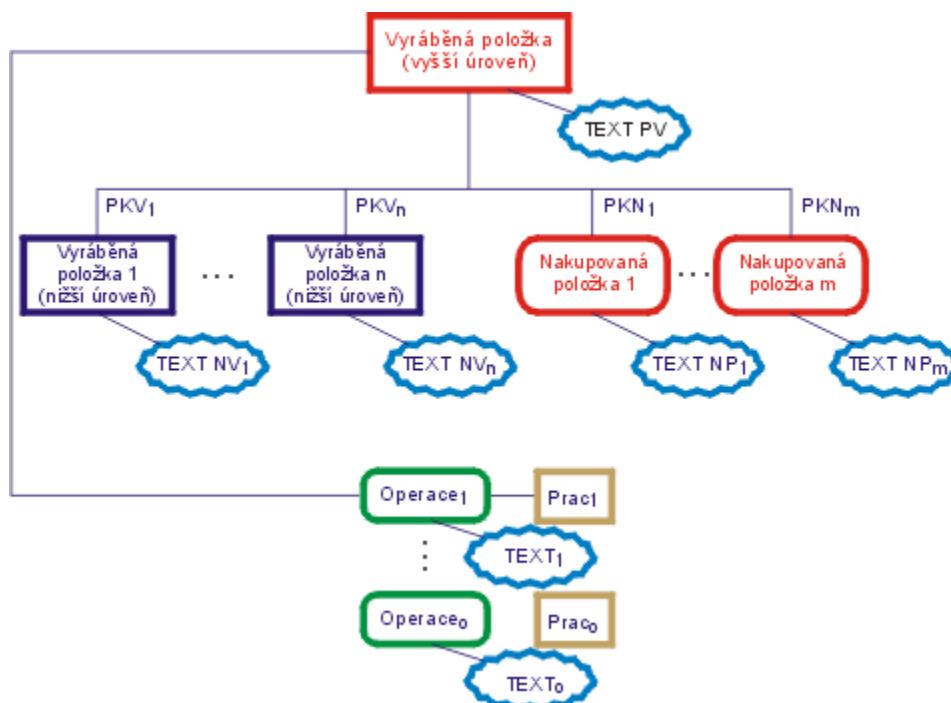 Vyráběná položka
(vyšší úroveň)
TEXT PV
PKV₁
PKVₙ
PKN₁
PKNₘ
Vyráběná
položka 1
(nižší úroveň)
. . .
Vyráběná
položka n
(nižší úroveň)
Nakupovaná
položka 1
. . .
Nakupovaná
položka m
TEXT NV₁
TEXT NVₙ
TEXT NP₁
TEXT NPₘ
Operace₁
Prac₁
TEXT₁
Operaceₒ
Pracₒ
TEXTₒ